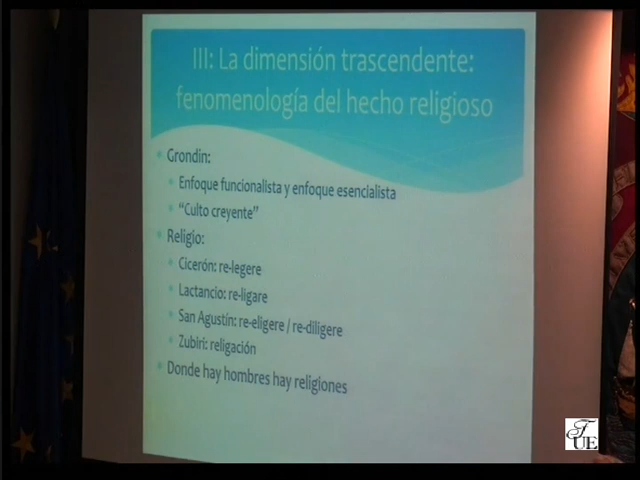 III: La dimensión trascendente:
fenomenología del hecho religioso
Grondin:
Enfoque funcionalista y enfoque esencialista
“Culto creyente”
Religio:
Cicerón: re-legere
Lactancio: re-ligare
San Agustín: re-eligere / re-diligere
Zubiri: religación
Donde hay hombres hay religiones
FUE